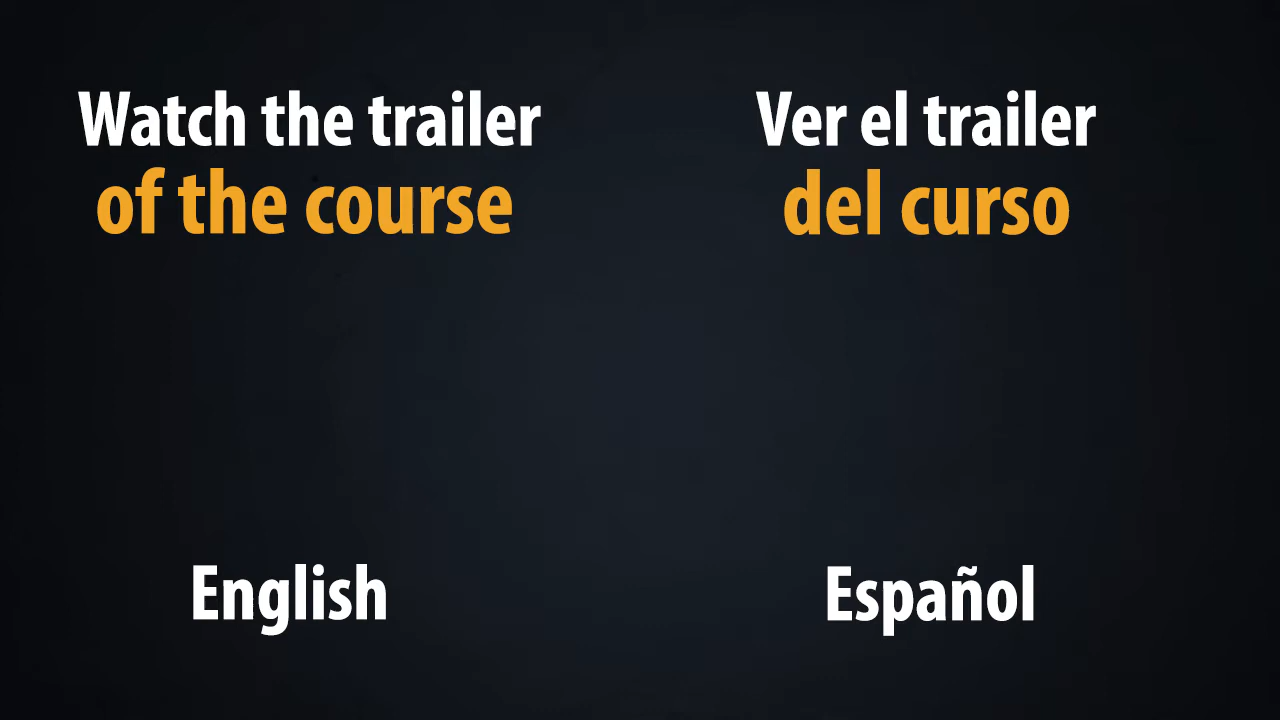 Watch the trailer
of the course
Ver el trailer
del curso
English
Español